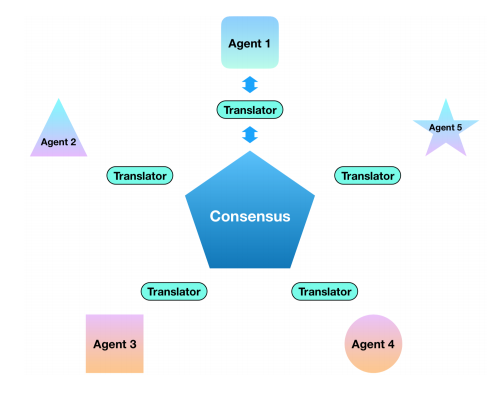 Agent 1
Translator
Agent 2
Agent 5
Translator
Translator
Consensus
Translator
Translator
Agent 3
Agent 4